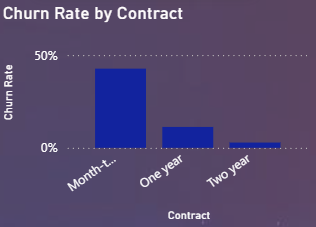 Churn Rate by Contract
50%
Churn Rate
0%
Month-t...
One year
Two year
Contract